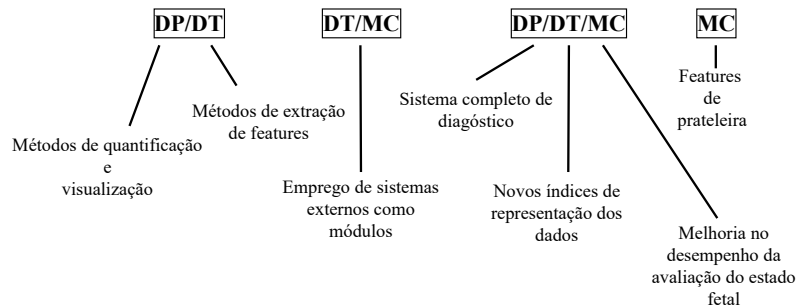 DP/DT
DT/MC
DP/DT/MC
MC
Métodos de quantificação
e
visualização
Métodos de extração
de features
Emprego de sistemas
externos como
módulos
Sistema completo de
diagóstico
Novos índices de
representação dos
dados
Melhoria no
desempenho da
avaliação do estado
fetal
Features
de
prateleira